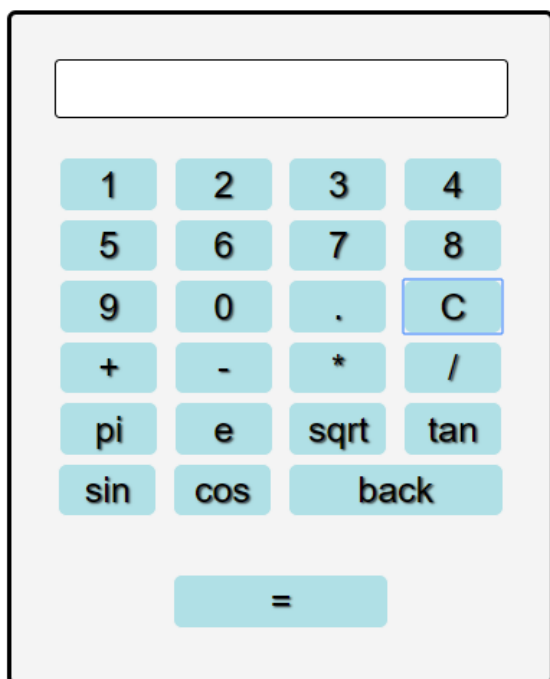 1 2 3 4
5 6 7 8
9 0 . C
+ - * /
pi e sqrt tan
sin cos back
=